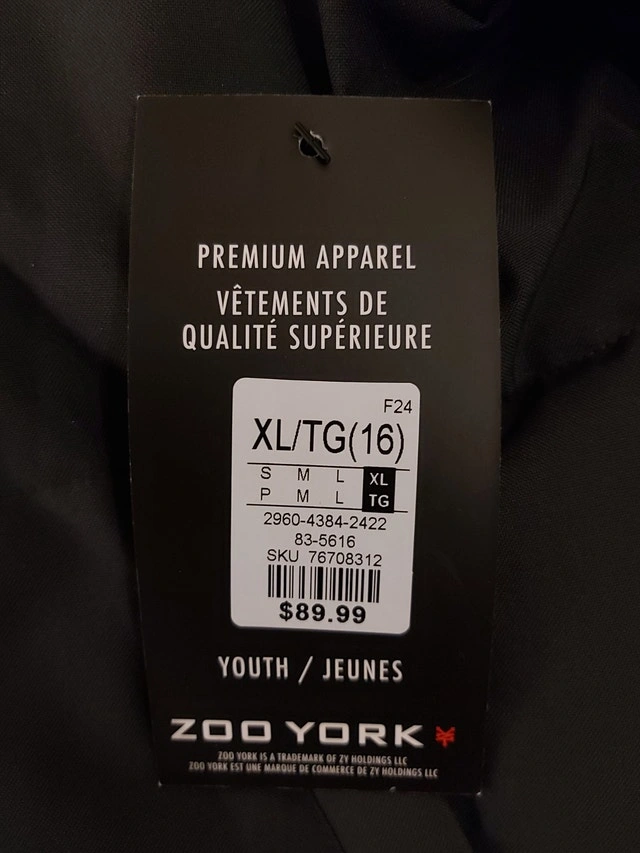 PREMIUM APPAREL
VÊTEMENTS DE
QUALITÉ SUPÉRIEURE
F24
XL/TG(16)
S M L XL
P M L TG
2960-4384-2422
83-5616
SKU 76708312
$89.99
YOUTH / JEUNES
ZOO YORK
ZOO YORK IS A TRADEMARK OF ZY HOLDINGS LLC
ZOO YORK EST UNE MARQUE DE COMMERCE DE ZY HOLDINGS LLC